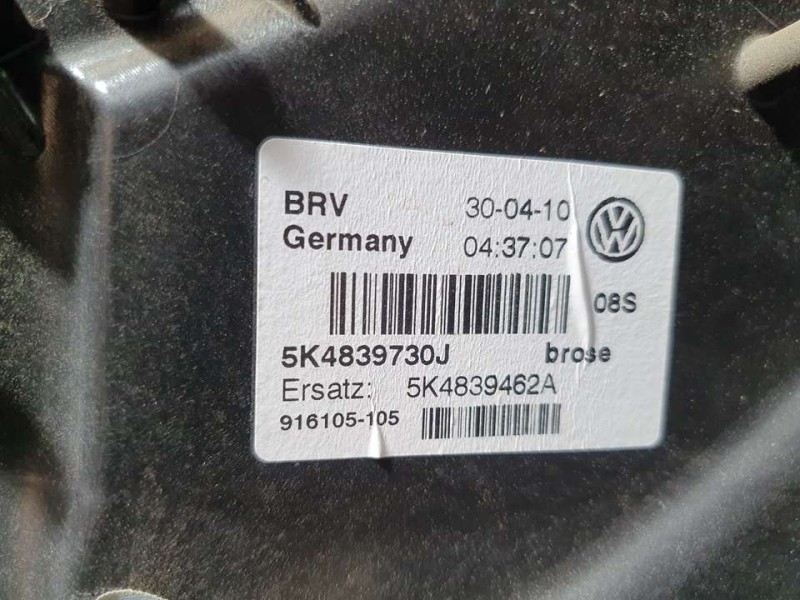 BRV 30-04-10
Germany 04:37:07
08S
5K4839730J brose
Ersatz: 5K4839462A
916105-105